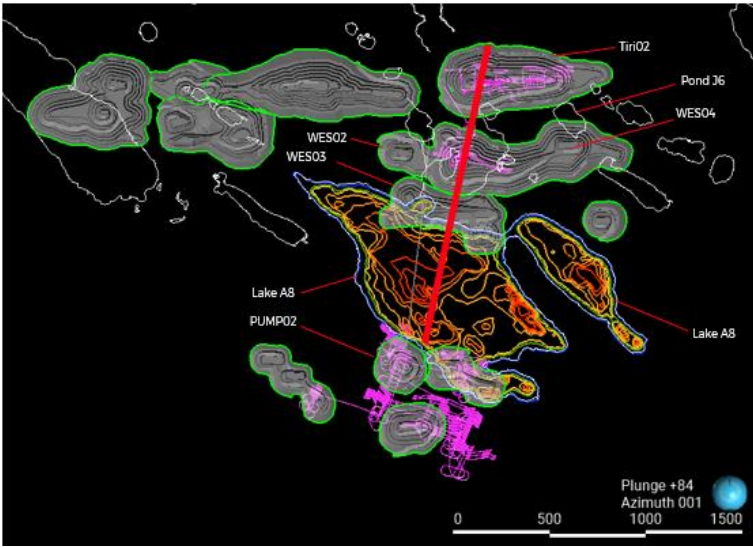 Tiri02
Pond J6
WES04
WES02
WES03
Lake A8
PUMP02
Lake A8
Plunge +84
Azimuth 001
0 500 1000 1500